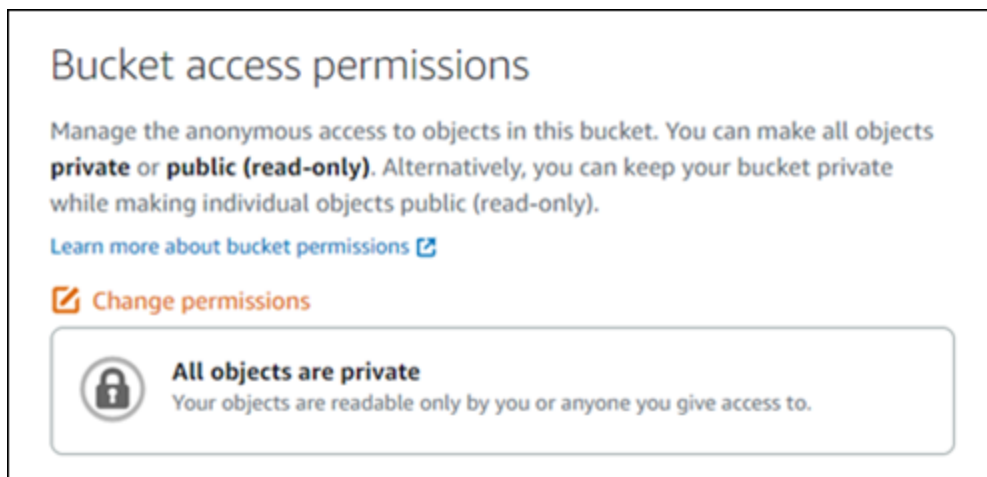 Bucket access permissions
Manage the anonymous access to objects in this bucket. You can make all objects
private or public (read-only). Alternatively, you can keep your bucket private
while making individual objects public (read-only).
Learn more about bucket permissions
Change permissions
All objects are private
Your objects are readable only by you or anyone you give access to.